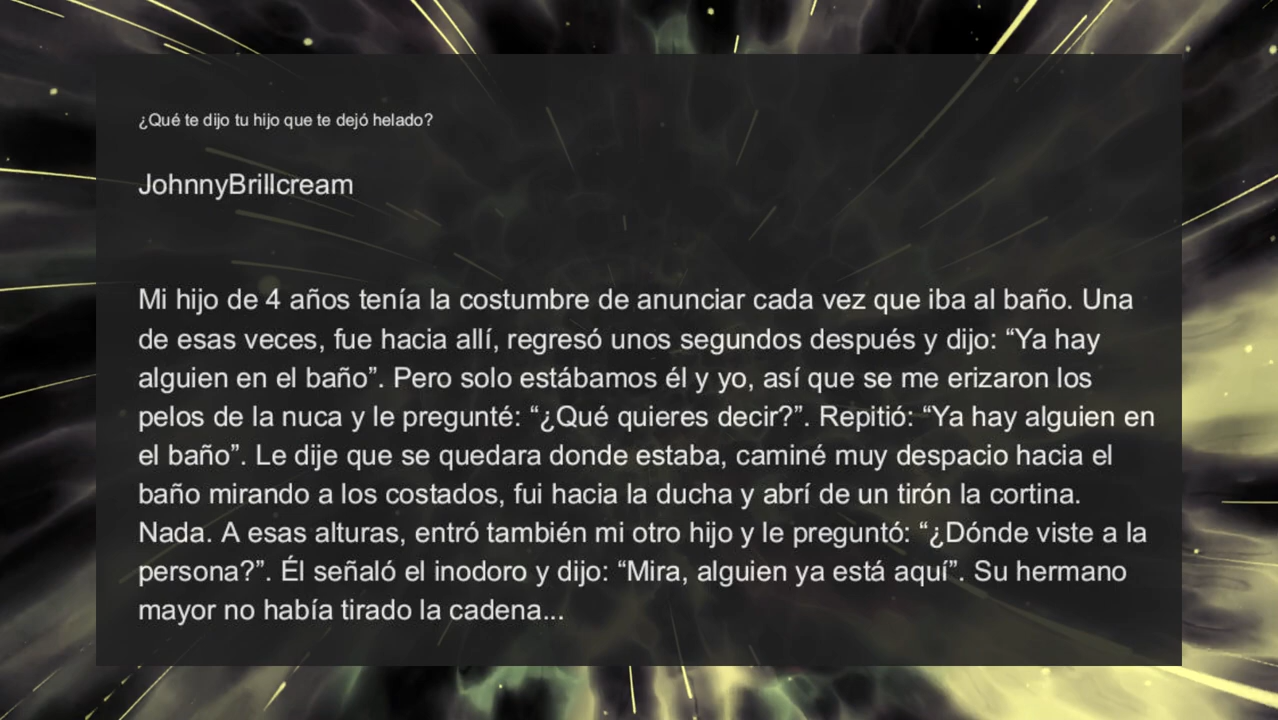 ¿Qué te dijo tu hijo que te dejó helado?
JohnnyBrillcream
Mi hijo de 4 años tenía la costumbre de anunciar cada vez que iba al baño. Una
de esas veces, fue hacia allí, regresó unos segundos después y dijo: “Ya hay
alguien en el baño”. Pero solo estábamos él y yo, así que se me erizaron los
pelos de la nuca y le pregunté: “¿Qué quieres decir?”. Repitió: “Ya hay alguien en
el baño”. Le dije que se quedara donde estaba, caminé muy despacio hacia el
baño mirando a los costados, fui hacia la ducha y abrí de un tirón la cortina.
Nada. A esas alturas, entró también mi otro hijo y le preguntó: “¿Dónde viste a la
persona?”. Él señaló el inodoro y dijo: “Mira, alguien ya está aquí”. Su hermano
mayor no había tirado la cadena...